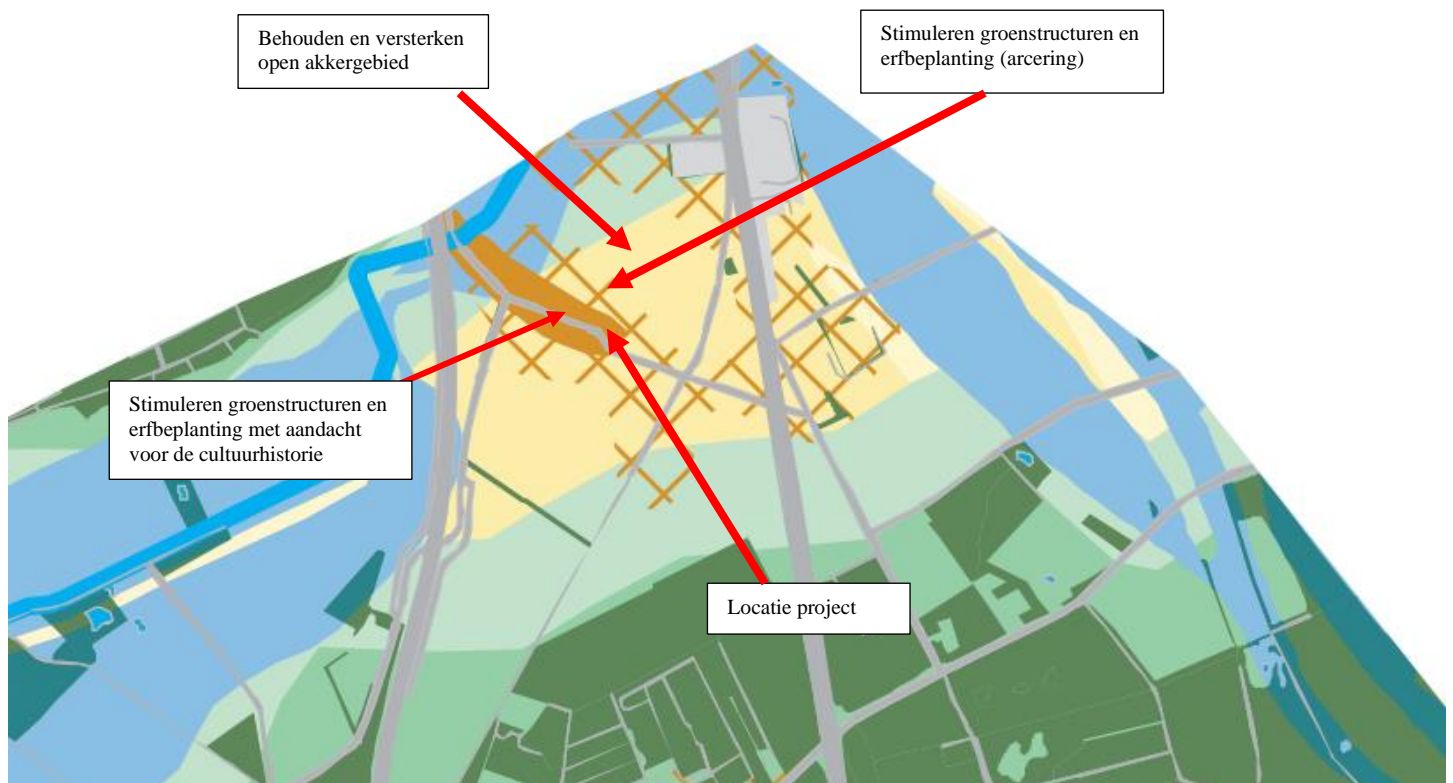 Behouden en versterken
open akkergebied
Stimuleren groenstructuren en
erfbeplanting (arcering)
Stimuleren groenstructuren en
erfbeplanting met aandacht
voor de cultuurhistorie
Locatie project